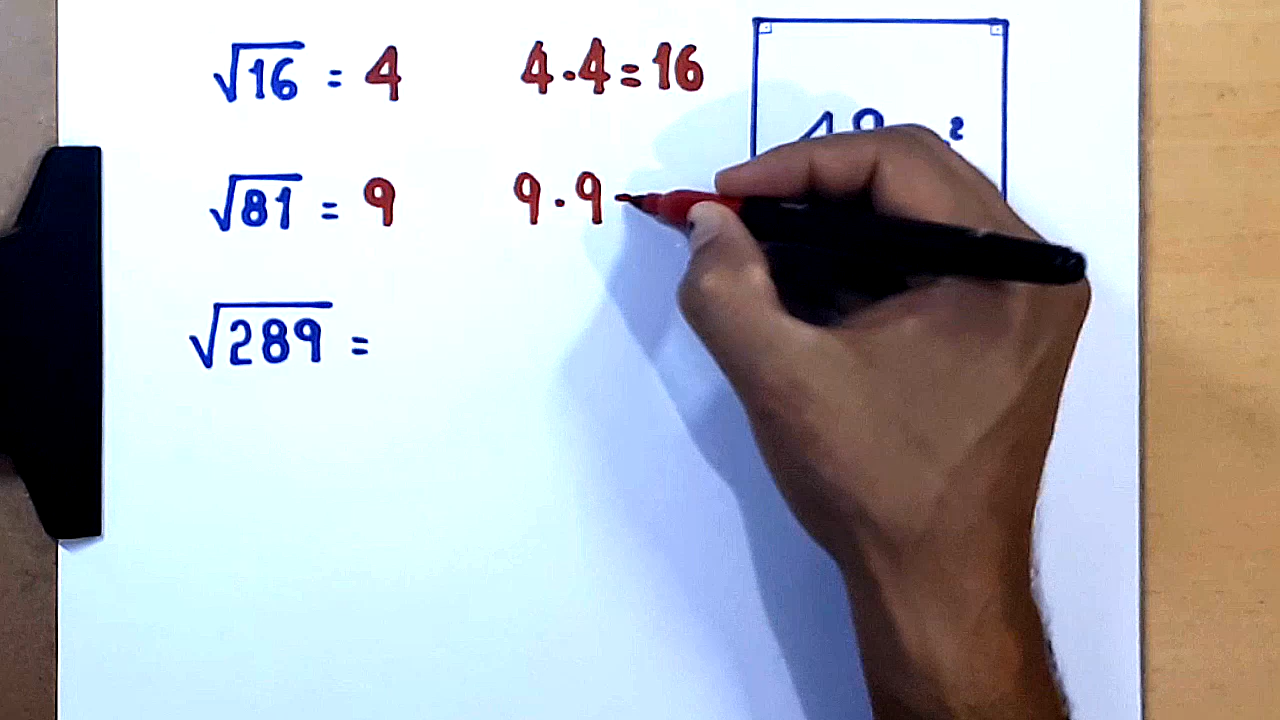 √16 = 4 4·4=16
√81 = 9 9·9
√289 =